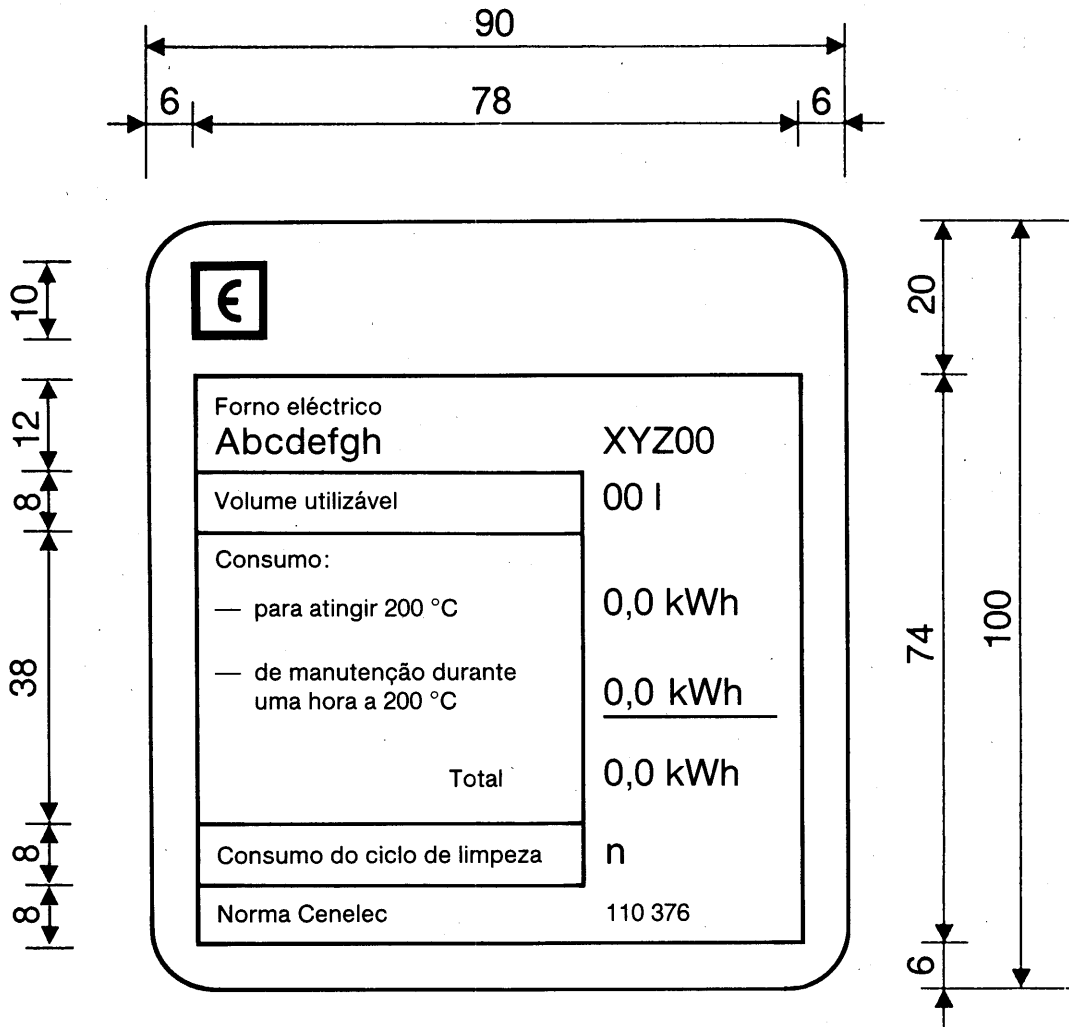 90
6 78 6
10
20
Є
12
Forno eléctrico
Abcdefgh XYZ00
8
Volume utilizável 00 l
38
Consumo:
— para atingir 200 °C 0,0 kWh
74
100
— de manutenção durante
uma hora a 200 °C 0,0 kWh
Total 0,0 kWh
8
Consumo do ciclo de limpeza n
8
Norma Cenelec 110 376
6